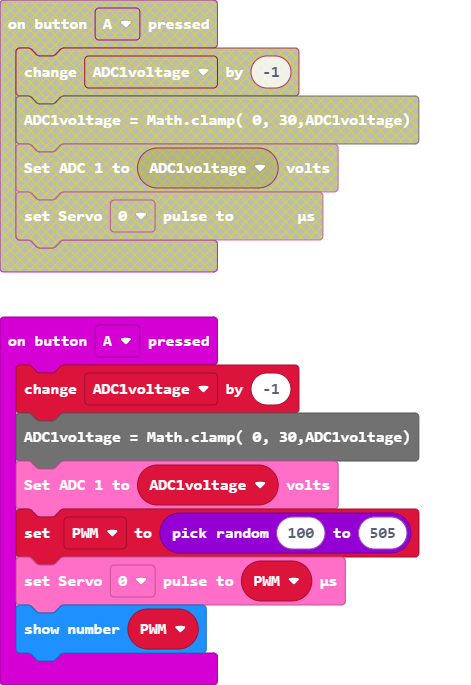 on button A pressed
change ADC1voltage by -1
ADC1voltage = Math.clamp( 0, 30,ADC1voltage)
Set ADC 1 to ADC1voltage volts
set Servo 0 pulse to µs
on button A pressed
change ADC1voltage by -1
ADC1voltage = Math.clamp( 0, 30,ADC1voltage)
Set ADC 1 to ADC1voltage volts
set PWM to pick random 100 to 505
set Servo 0 pulse to PWM µs
show number PWM